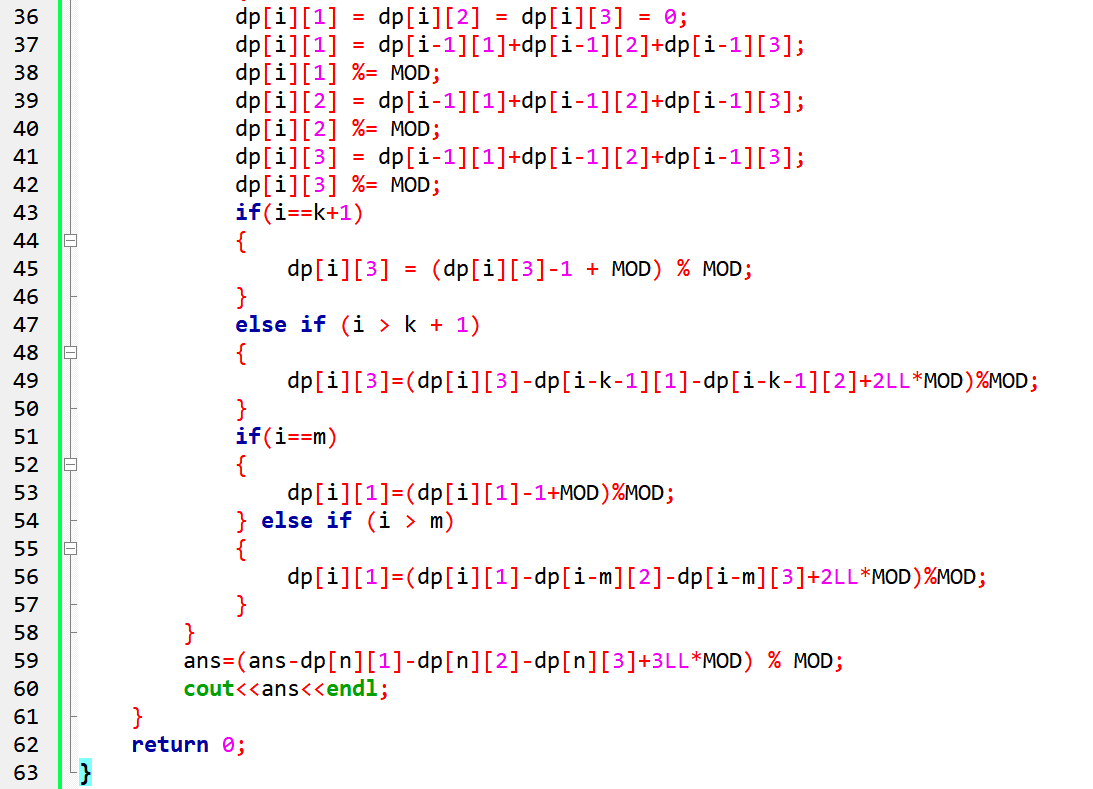 36 dp[i][1] = dp[i][2] = dp[i][3] = 0;
37 dp[i][1] = dp[i-1][1]+dp[i-1][2]+dp[i-1][3];
38 dp[i][1] %= MOD;
39 dp[i][2] = dp[i-1][1]+dp[i-1][2]+dp[i-1][3];
40 dp[i][2] %= MOD;
41 dp[i][3] = dp[i-1][1]+dp[i-1][2]+dp[i-1][3];
42 dp[i][3] %= MOD;
43 if(i==k+1)
44 {
45 dp[i][3] = (dp[i][3]-1 + MOD) % MOD;
46 }
47 else if (i > k + 1)
48 {
49 dp[i][3]=(dp[i][3]-dp[i-k-1][1]-dp[i-k-1][2]+2LL*MOD)%MOD;
50 }
51 if(i==m)
52 {
53 dp[i][1]=(dp[i][1]-1+MOD)%MOD;
54 } else if (i > m)
55 {
56 dp[i][1]=(dp[i][1]-dp[i-m][2]-dp[i-m][3]+2LL*MOD)%MOD;
57 }
58 }
59 ans=(ans-dp[n][1]-dp[n][2]-dp[n][3]+3LL*MOD) % MOD;
60 cout<<ans<<endl;
61 }
62 return 0;
63 }